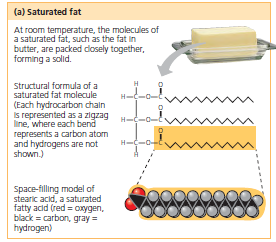 (a) Saturated fat
At room temperature, the molecules of
a saturated fat, such as the fat in
butter, are packed closely together,
forming a solid.
Structural formula of a
saturated fat molecule
(Each hydrocarbon chain
is represented as a zigzag
line, where each bend
represents a carbon atom
and hydrogens are not
shown.)
H O
H–C–O–C
O
H–C–O–C
O
H–C–O–C
H
Space-filling model of
stearic acid, a saturated
fatty acid (red = oxygen,
black = carbon, gray =
hydrogen)